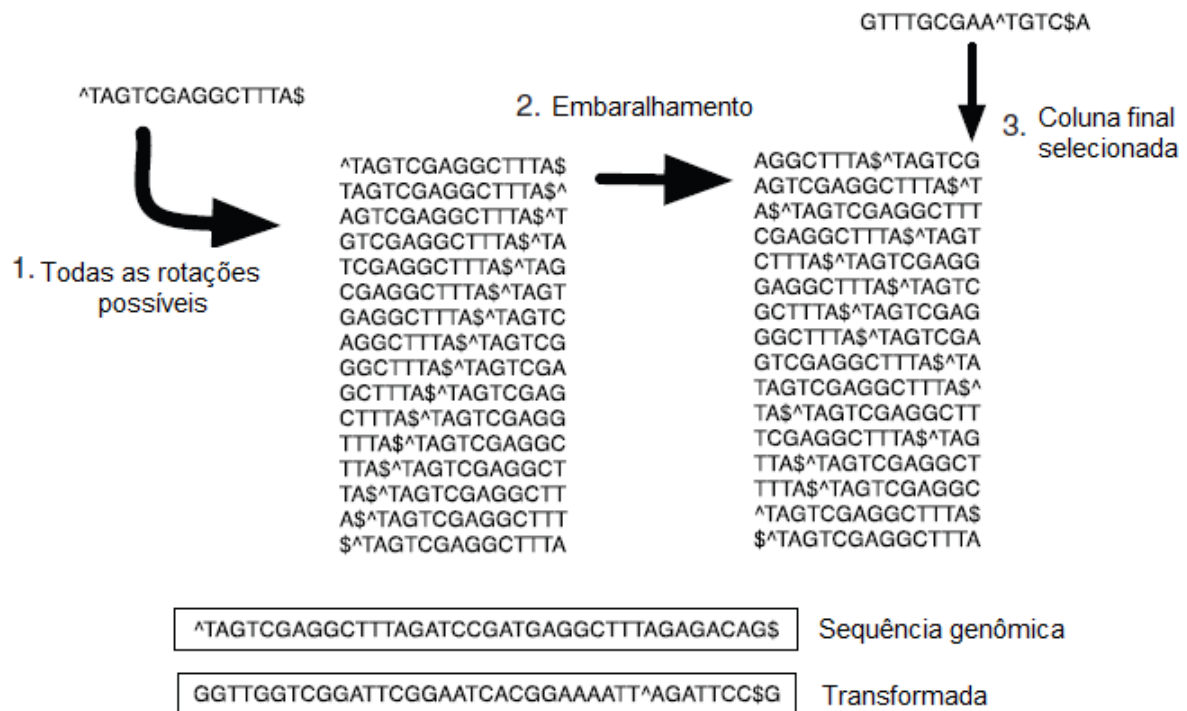 GTTTGCGAA^TGTC$A
^TAGTCGAGGCTTTA$
2. Embaralhamento
3. Coluna final
selecionada
1. Todas as rotações
possíveis
^TAGTCGAGGCTTTA$
TAGTCGAGGCTTTA$^
AGTCGAGGCTTTA$^T
GTCGAGGCTTTA$^TA
TCGAGGCTTTA$^TAG
CGAGGCTTTA$^TAGT
GAGGCTTTA$^TAGTC
AGGCTTTA$^TAGTCG
GGCTTTA$^TAGTCGA
GCTTTA$^TAGTCGAG
CTTTA$^TAGTCGAGG
TTTA$^TAGTCGAGGC
TTA$^TAGTCGAGGCT
TA$^TAGTCGAGGCTT
A$^TAGTCGAGGCTTT
$^TAGTCGAGGCTTTA
AGGCTTTA$^TAGTCG
AGTCGAGGCTTTA$^T
A$^TAGTCGAGGCTTT
CGAGGCTTTA$^TAGT
CTTTA$^TAGTCGAGG
GAGGCTTTA$^TAGTC
GCTTTA$^TAGTCGAG
GGCTTTA$^TAGTCGA
GTCGAGGCTTTA$^TA
TAGTCGAGGCTTTA$^
TA$^TAGTCGAGGCTT
TCGAGGCTTTA$^TAG
TTA$^TAGTCGAGGCT
TTTA$^TAGTCGAGGC
^TAGTCGAGGCTTTA$
$^TAGTCGAGGCTTTA
^TAGTCGAGGCTTTAGATCCGATGAGGCTTTAGAGACAG$ Sequência genômica
GGTTGGTCGGATTCGGAATCACGGAAAATT^AGATTCC$G Transformada